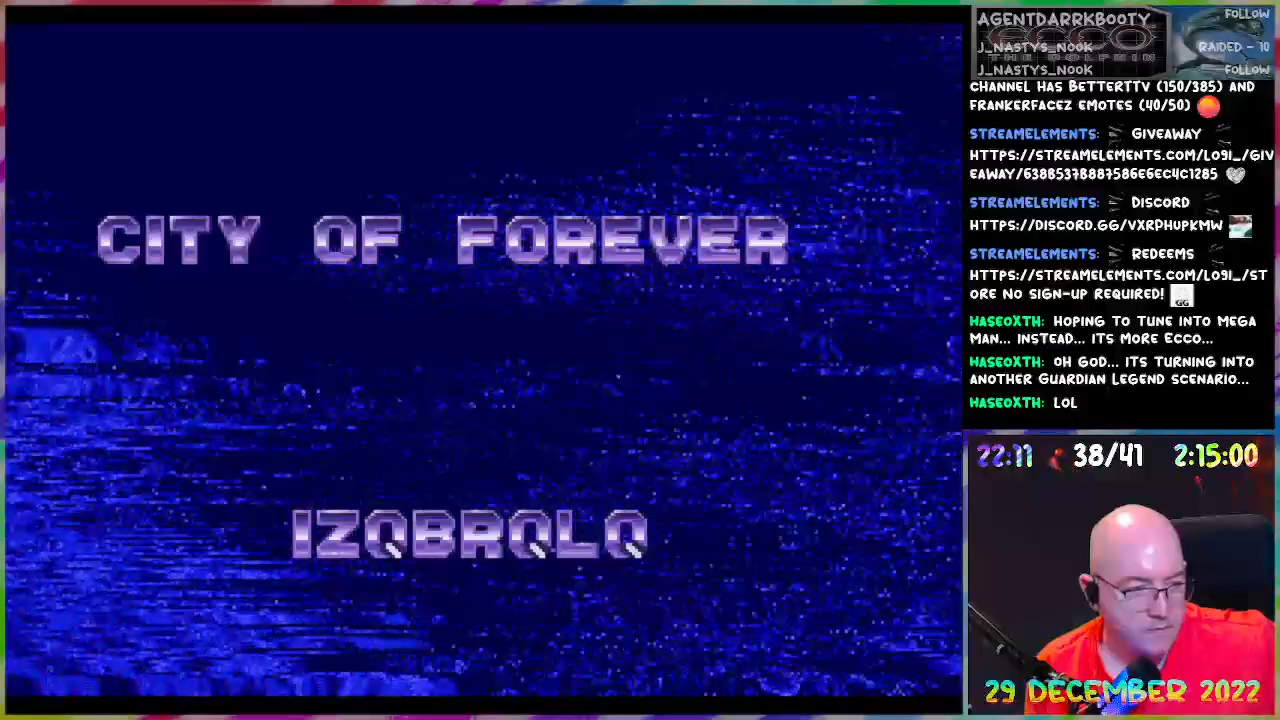 CITY OF FOREVER
IZQBRQLQ
AGENTDARRKBOOTY
FOLLOW
J_NASTYS_NOOK
RAIDED - 10
J_NASTYS_NOOK
FOLLOW
ECCO
THE DOLPHIN
CHANNEL HAS BETTERTTV (150/385) AND
FRANKERFACEZ EMOTES (40/50)
STREAMELEMENTS: GIVEAWAY
HTTPS://STREAMELEMENTS.COM/LO9I_/GIV
STREAMELEMENTS: DISCORD
HTTPS://DISCORD.GG/VXRPHUPKMW
STREAMELEMENTS: REDEEMS
HTTPS://STREAMELEMENTS.COM/LO9I_/ST
ORE NO SIGN-UP REQUIRED!
GG
HASEOXTH: HOPING TO TUNE INTO MEGA
MAN... INSTEAD... ITS MORE ECCO...
HASEOXTH: OH GOD... ITS TURNING INTO
ANOTHER GUARDIAN LEGEND SCENARIO...
HASEOXTH: LOL
22:11 38/41 2:15:00
29 DECEMBER 2022